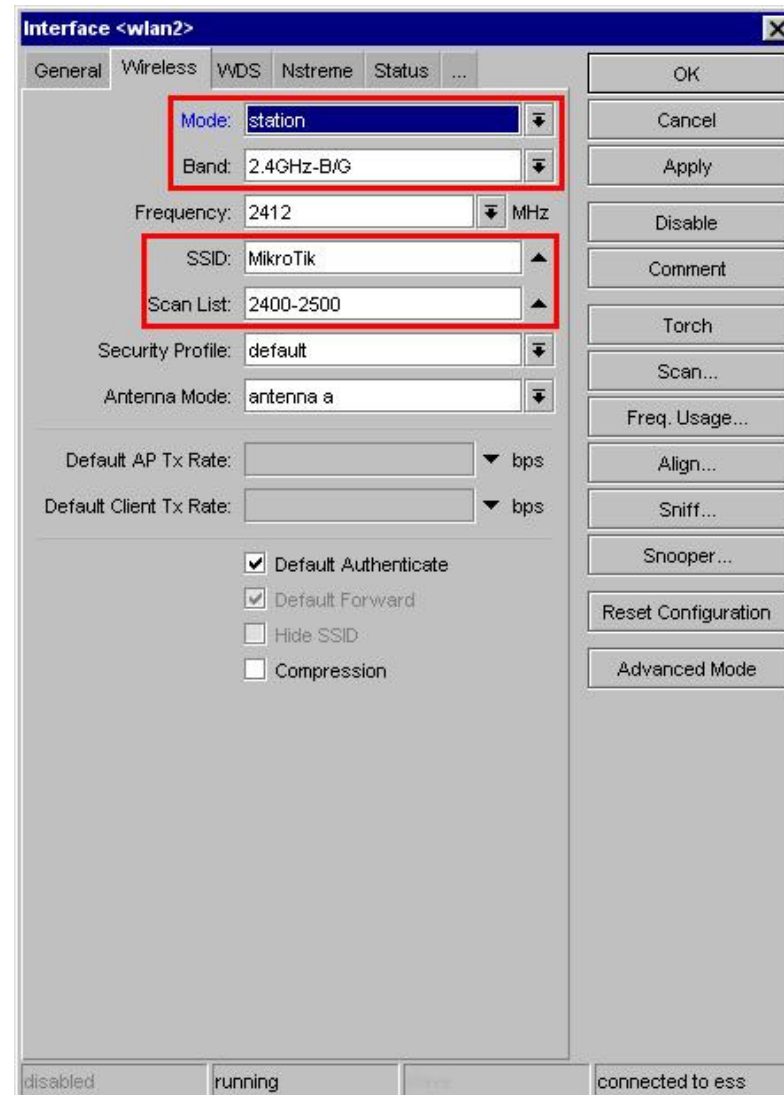 Interface <wlan2>
General Wireless WDS Nstreme Status ...
Mode: station
Band: 2.4GHz-B/G
Frequency: 2412 MHz
SSID: MikroTik
Scan List: 2400-2500
Security Profile: default
Antenna Mode: antenna a
Default AP Tx Rate: bps
Default Client Tx Rate: bps
Default Authenticate
Default Forward
Hide SSID
Compression
OK
Cancel
Apply
Disable
Comment
Torch
Scan...
Freq. Usage...
Align...
Sniff...
Snooper...
Reset Configuration
Advanced Mode
disabled running connected to ess